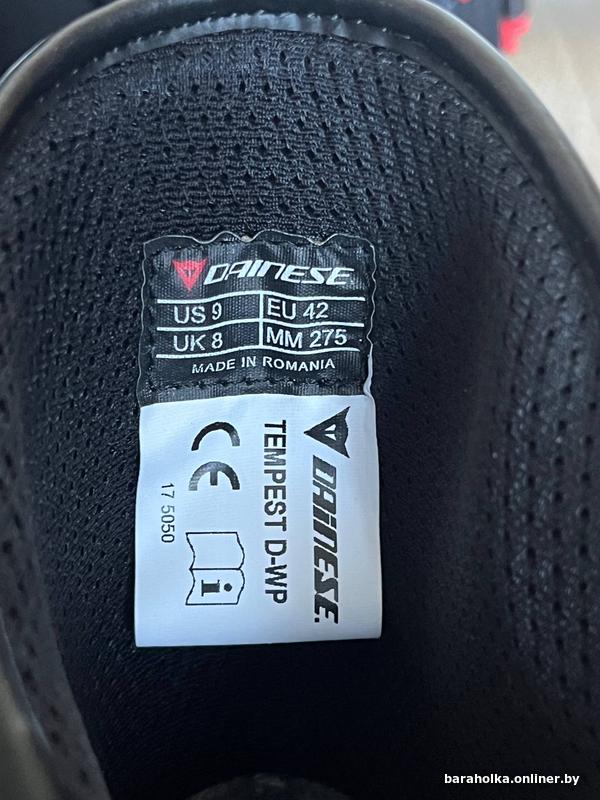 DAINESE
US 9 EU 42
UK 8 MM 275
MADE IN ROMANIA
DAINESE.
TEMPEST D-WP
CE
i
17 5050
baraholka.onliner.by